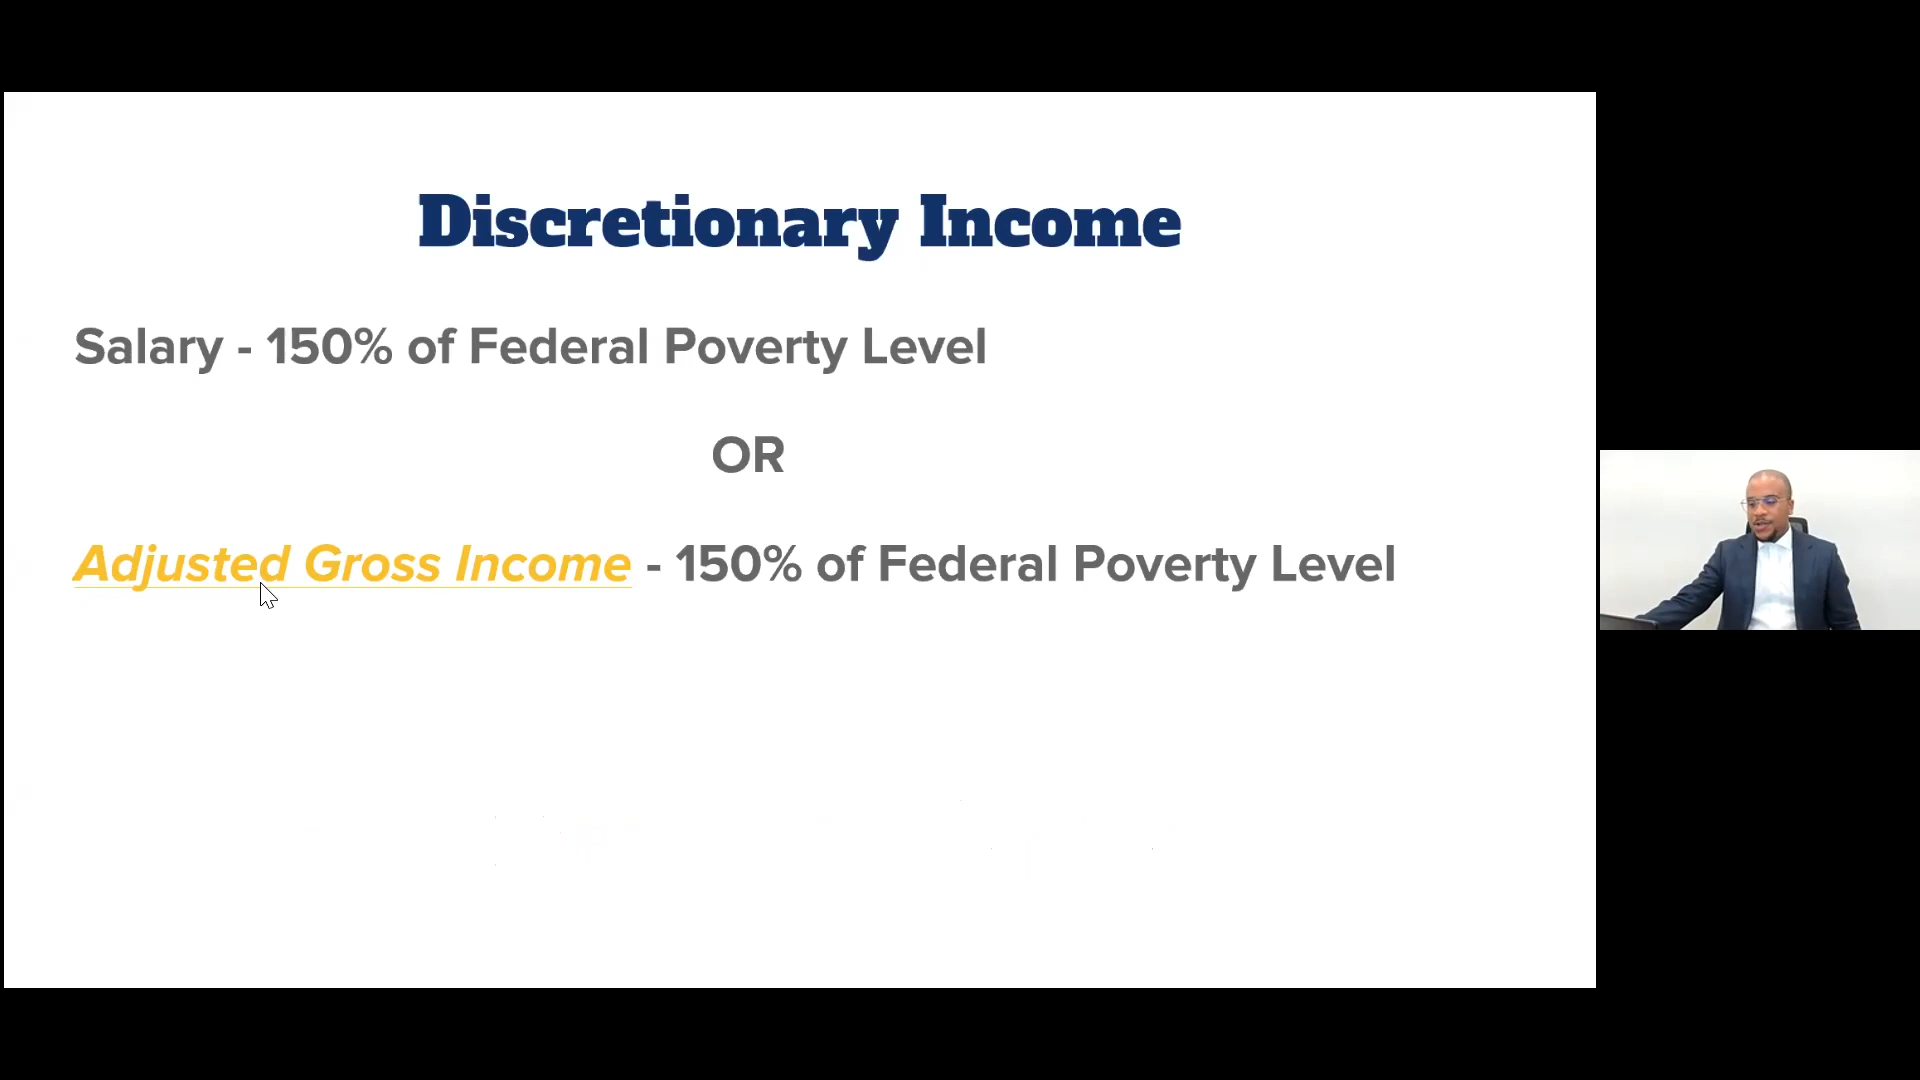 Discretionary Income
Salary - 150% of Federal Poverty Level
OR
Adjusted Gross Income - 150% of Federal Poverty Level